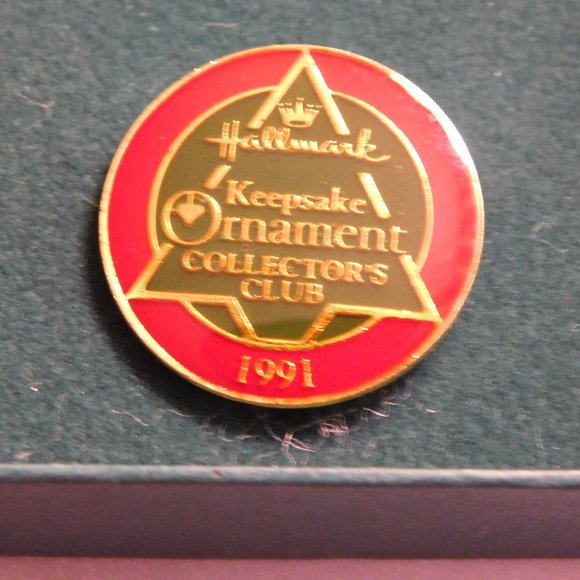 Hallmark
Keepsake
Ornament
COLLECTOR'S
CLUB
1991